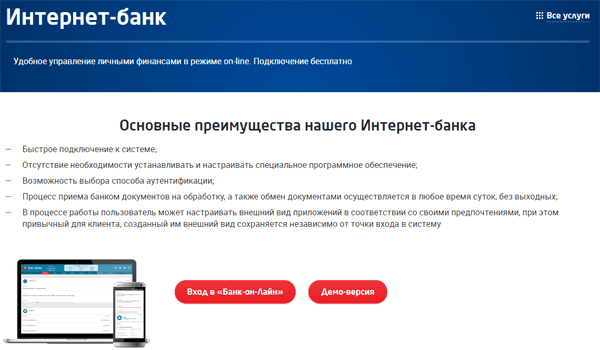 Интернет-банк
Все услуги
Удобное управление личными финансами в режиме on-line. Подключение бесплатно
Основные преимущества нашего Интернет-банка
— Быстрое подключение к системе;
— Отсутствие необходимости устанавливать и настраивать специальное программное обеспечение;
— Возможность выбора способа аутентификации;
— Процесс приема банком документов на обработку, а также обмен документами осуществляется в любое время суток, без выходных;
— В процессе работы пользователь может настраивать внешний вид приложений в соответствии со своими предпочтениями, при этом
привычный для клиента, созданный им внешний вид сохраняется независимо от точки входа в систему
Вход в «Банк-он-Лайн»
Демо-версия